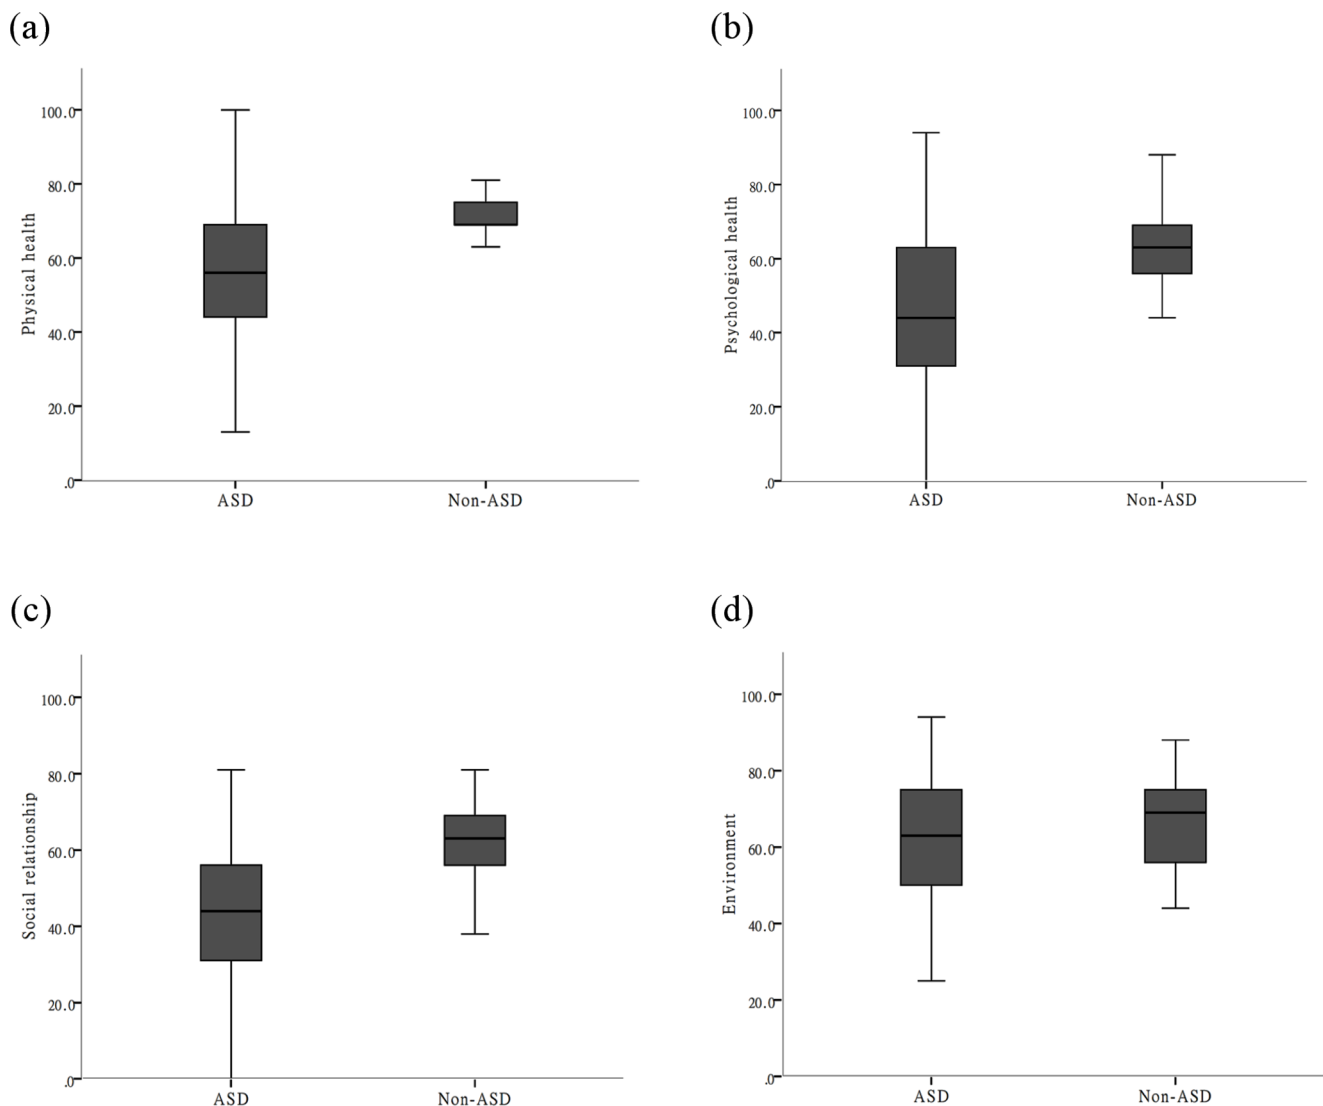 (a)
100.0
80.0
60.0
40.0
20.0
.0
Physical health
ASD
Non-ASD
(b)
100.0
80.0
60.0
40.0
20.0
.0
Psychological health
ASD
Non-ASD
(c)
100.0
80.0
60.0
40.0
20.0
.0
Social relationship
ASD
Non-ASD
(d)
100.0
80.0
60.0
40.0
20.0
.0
Environment
ASD
Non-ASD